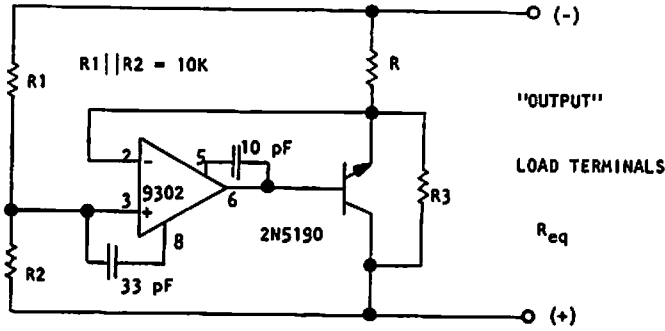 (-)
R1
R1||R2 = 10K
R
"OUTPUT"
10 pF
5
2
-
9302
3
+
6
8
R3
LOAD TERMINALS
2N5190
Req
R2
33 pF
(+)